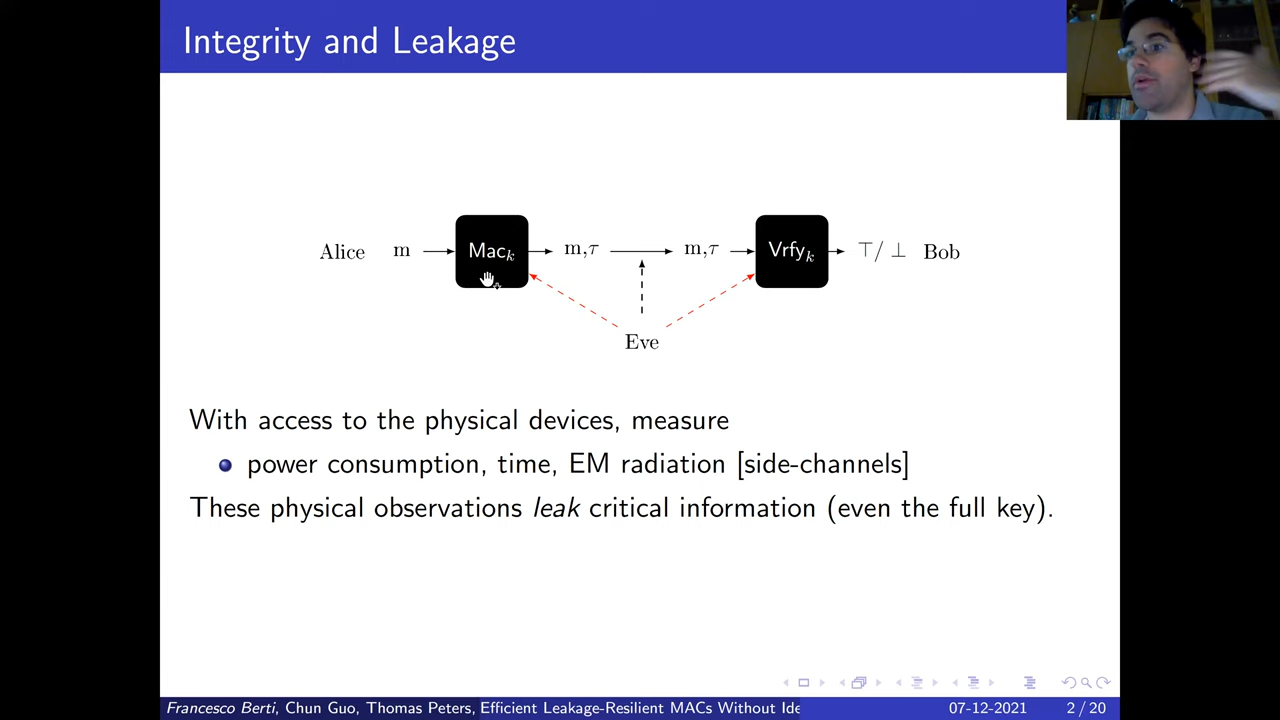 Integrity and Leakage
Alice m Mac_k m,τ m,τ Vrfy_k ⊤/ ⊥ Bob
Eve
With access to the physical devices, measure
power consumption, time, EM radiation [side-channels]
These physical observations leak critical information (even the full key).
Francesco Berti, Chun Guo, Thomas Peters, Efficient Leakage-Resilient MACs Without Ide 07-12-2021 2 / 20